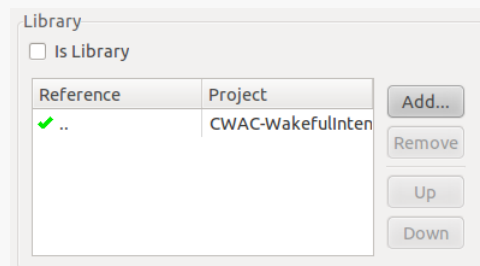 Library
Is Library
Reference Project
.. CWAC-WakefulInten
Add...
Remove
Up
Down